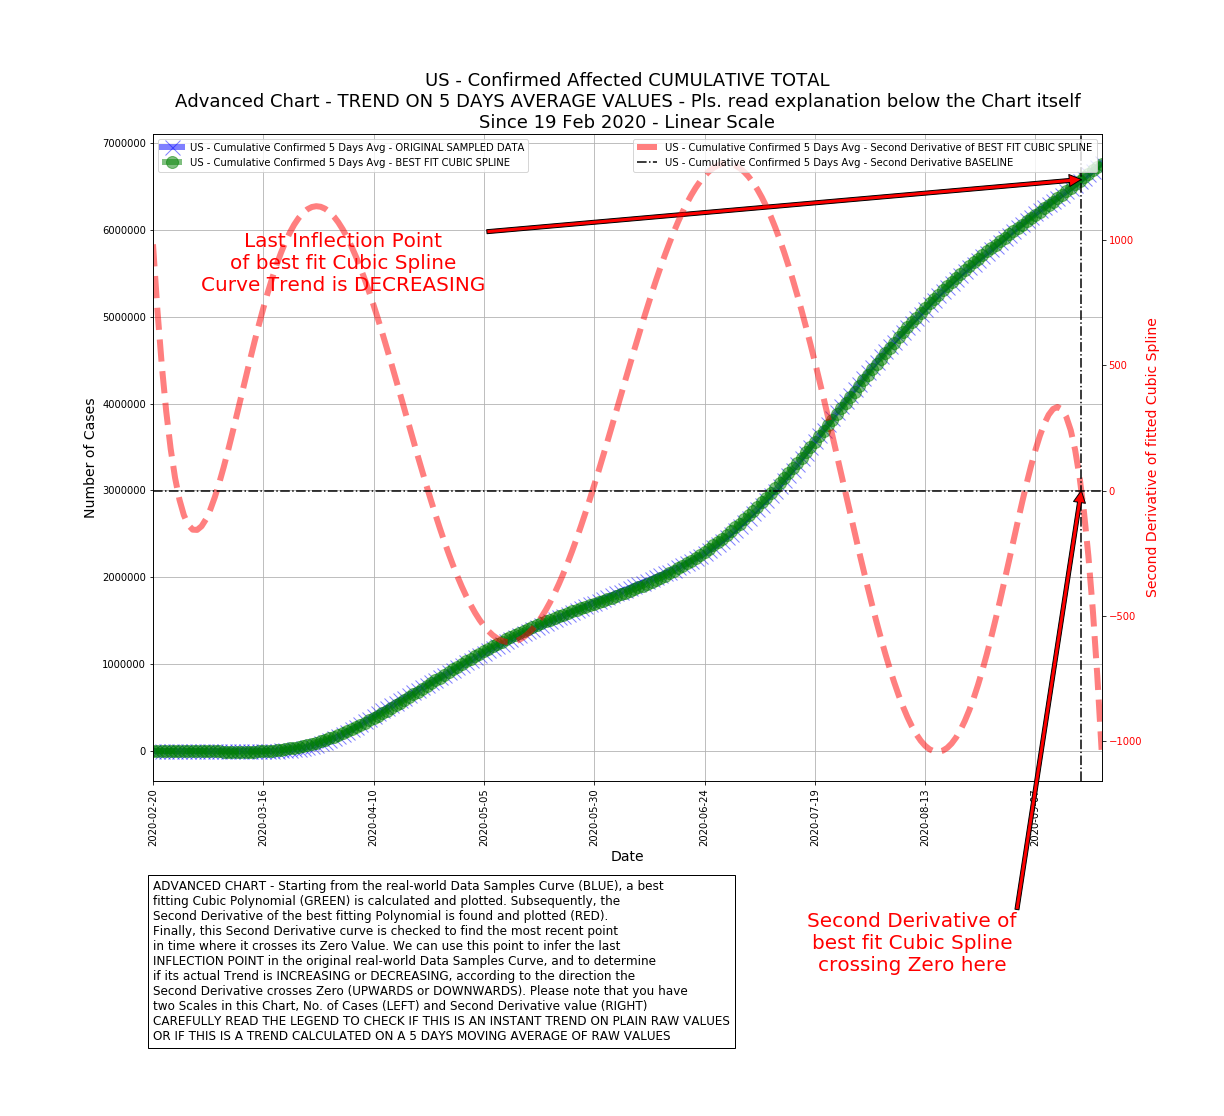 US - Confirmed Affected CUMULATIVE TOTAL
Advanced Chart - TREND ON 5 DAYS AVERAGE VALUES - Pls. read explanation below the Chart itself
Since 19 Feb 2020 - Linear Scale
US - Cumulative Confirmed 5 Days Avg - ORIGINAL SAMPLED DATA
US - Cumulative Confirmed 5 Days Avg - BEST FIT CUBIC SPLINE
US - Cumulative Confirmed 5 Days Avg - Second Derivative of BEST FIT CUBIC SPLINE
US - Cumulative Confirmed 5 Days Avg - Second Derivative BASELINE
Last Inflection Point
of best fit Cubic Spline
Curve Trend is DECREASING
Number of Cases
7000000
6000000
5000000
4000000
3000000
2000000
1000000
0
1000
500
0
−500
−1000
Second Derivative of fitted Cubic Spline
2020-02-20
2020-03-16
2020-04-10
2020-05-05
2020-05-30
2020-06-24
2020-07-19
2020-08-13
2020-09-07
Date
ADVANCED CHART - Starting from the real-world Data Samples Curve (BLUE), a best
fitting Cubic Polynomial (GREEN) is calculated and plotted. Subsequently, the
Second Derivative of the best fitting Polynomial is found and plotted (RED).
Finally, this Second Derivative curve is checked to find the most recent point
in time where it crosses its Zero Value. We can use this point to infer the last
INFLECTION POINT in the original real-world Data Samples Curve, and to determine
if its actual Trend is INCREASING or DECREASING, according to the direction the
Second Derivative crosses Zero (UPWARDS or DOWNWARDS). Please note that you have
two Scales in this Chart, No. of Cases (LEFT) and Second Derivative value (RIGHT)
CAREFULLY READ THE LEGEND TO CHECK IF THIS IS AN INSTANT TREND ON PLAIN RAW VALUES
OR IF THIS IS A TREND CALCULATED ON A 5 DAYS MOVING AVERAGE OF RAW VALUES
Second Derivative of
best fit Cubic Spline
crossing Zero here